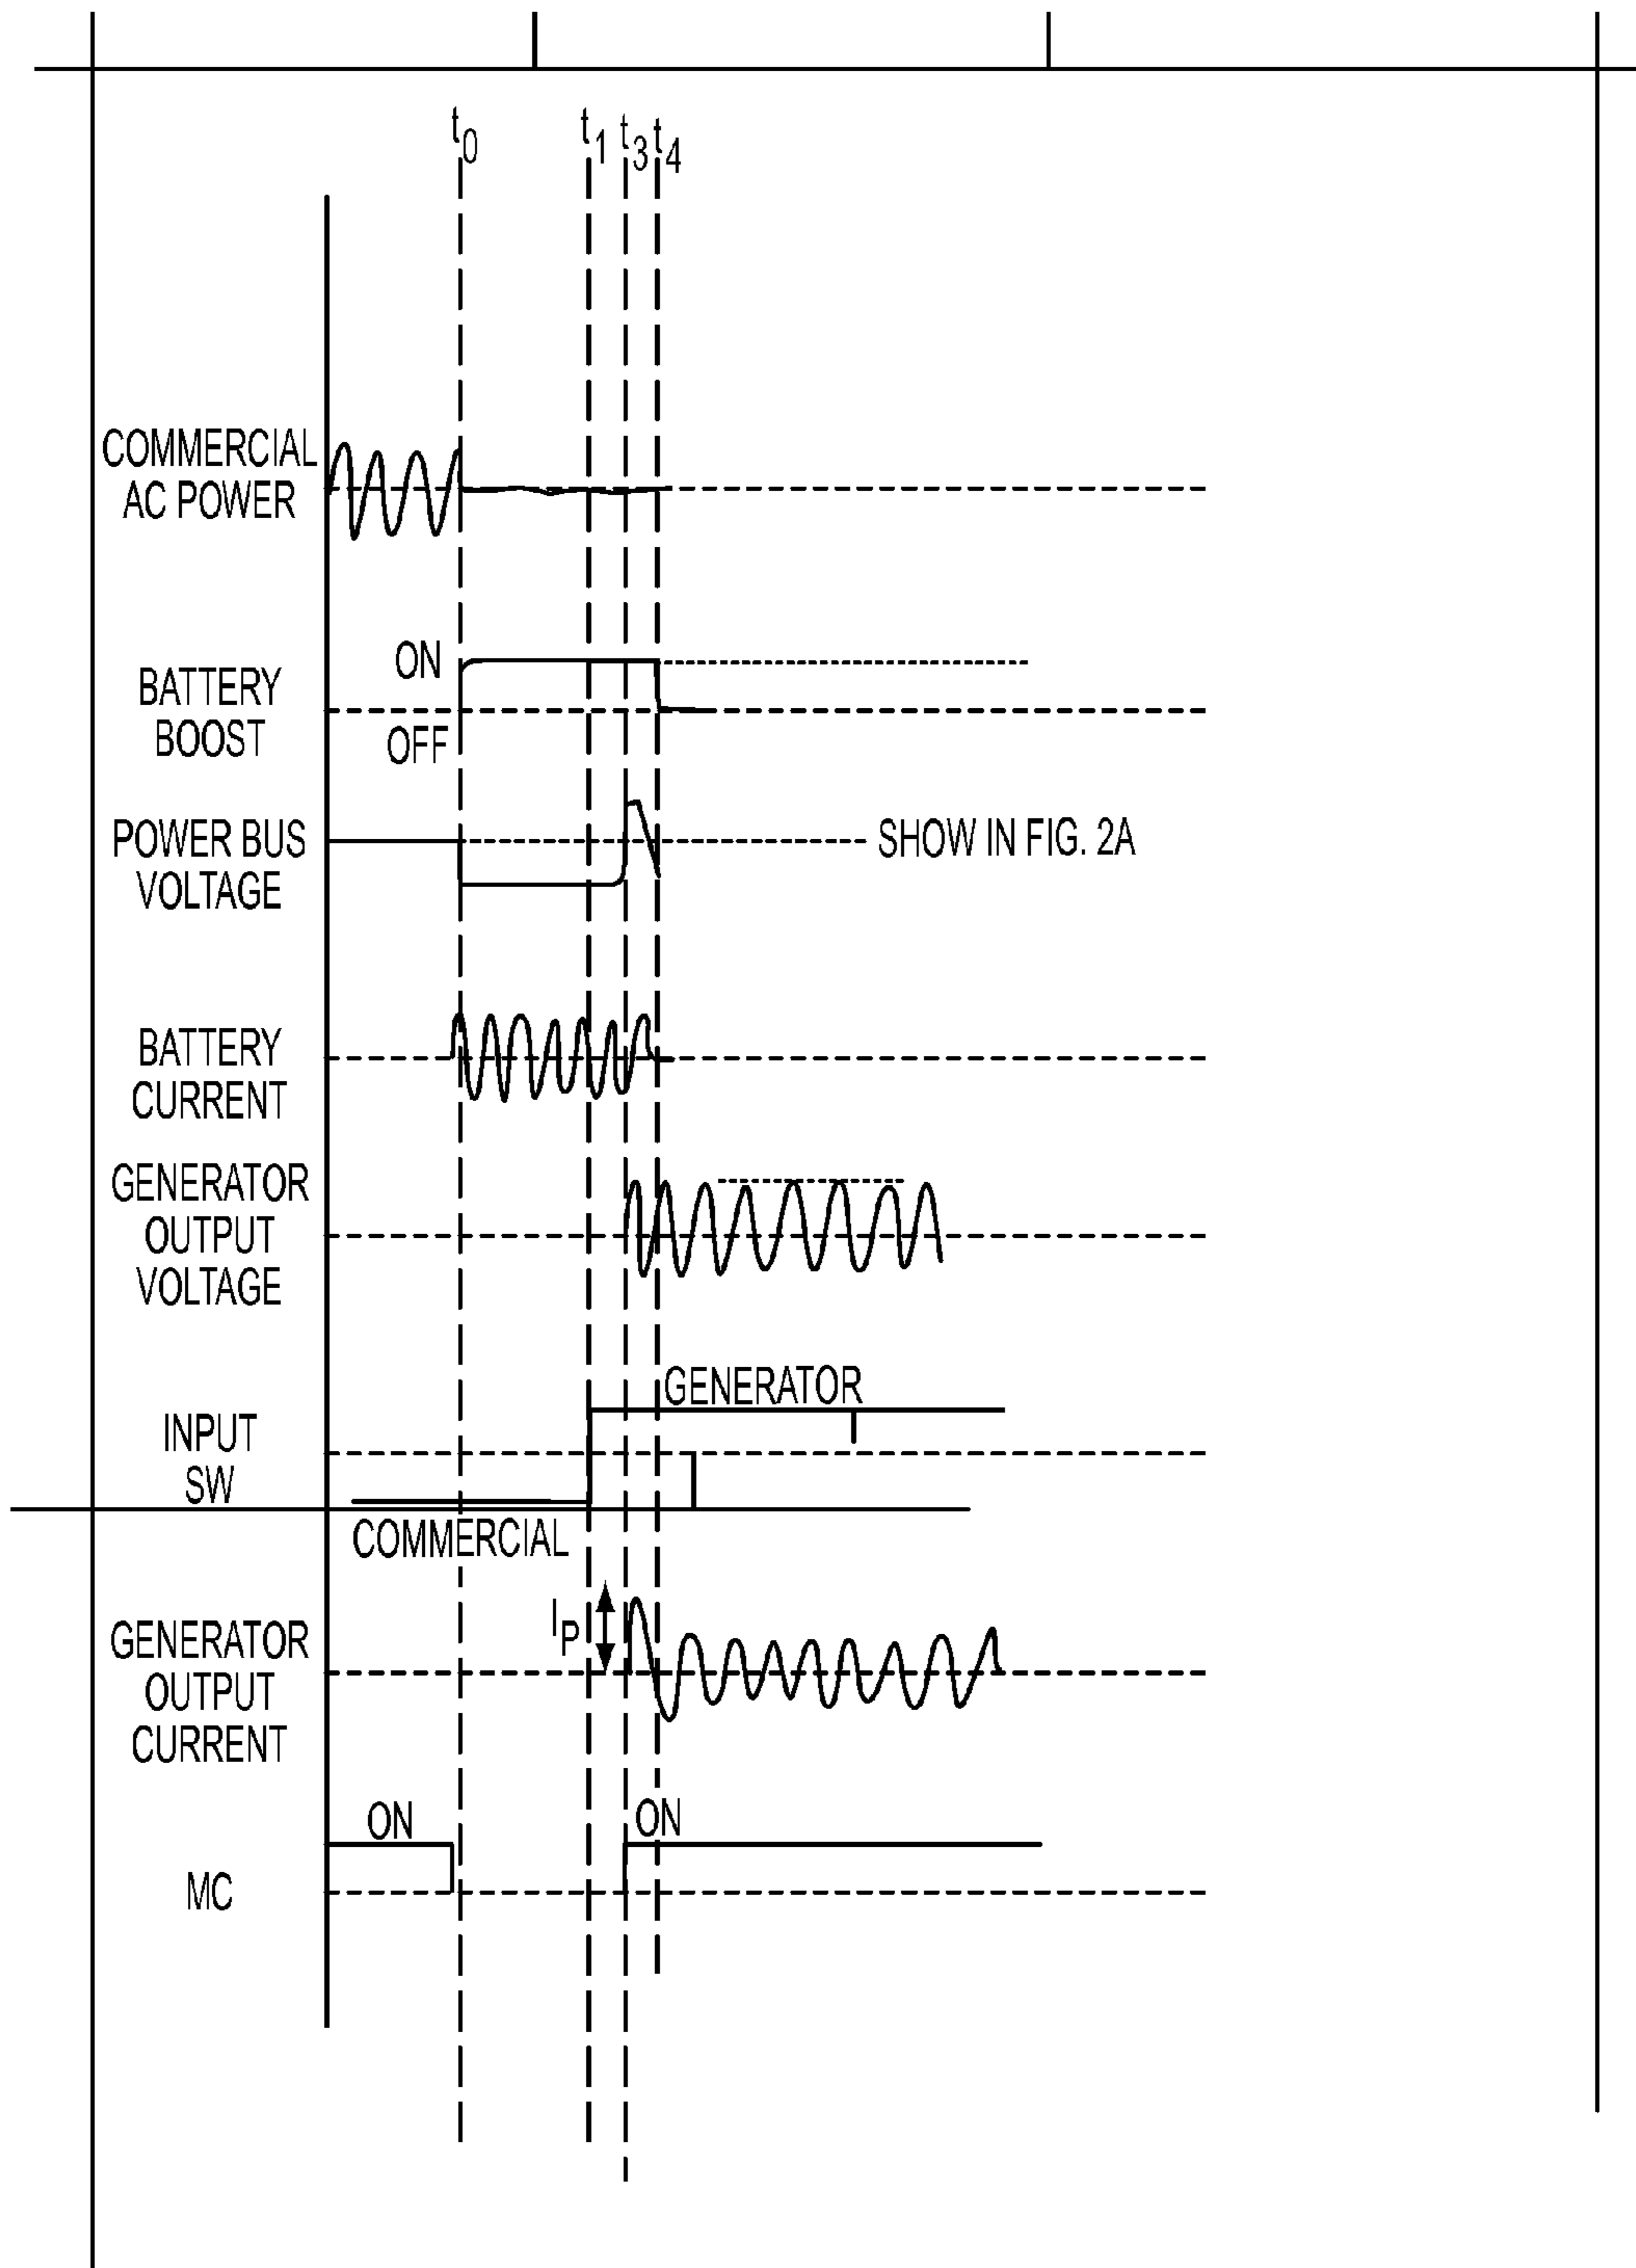 t0 t1 t3 t4
COMMERCIAL
AC POWER
ON
BATTERY
BOOST
OFF
POWER BUS
VOLTAGE
SHOW IN FIG. 2A
BATTERY
CURRENT
GENERATOR
OUTPUT
VOLTAGE
GENERATOR
INPUT
SW
COMMERCIAL
IP
GENERATOR
OUTPUT
CURRENT
ON ON
MC